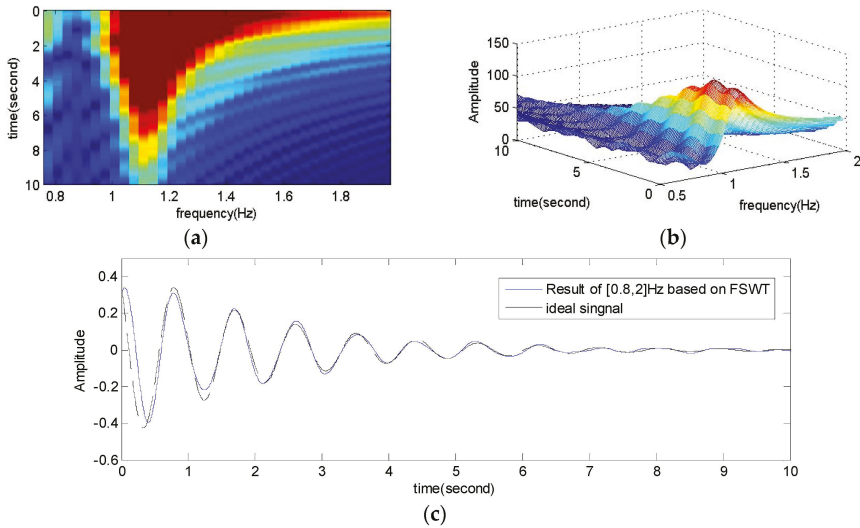 0
2
4
6
8
10
time(second)
0.8 1 1.2 1.4 1.6 1.8
frequency(Hz)
(a)
150
100
50
0
Amplitude
10
5
0
time(second)
0.5
1
1.5
2
frequency(Hz)
(b)
0.4
0.2
0
-0.2
-0.4
-0.6
Amplitude
Result of [0.8,2]Hz based on FSWT
ideal singnal
0 1 2 3 4 5 6 7 8 9 10
time(second)
(c)